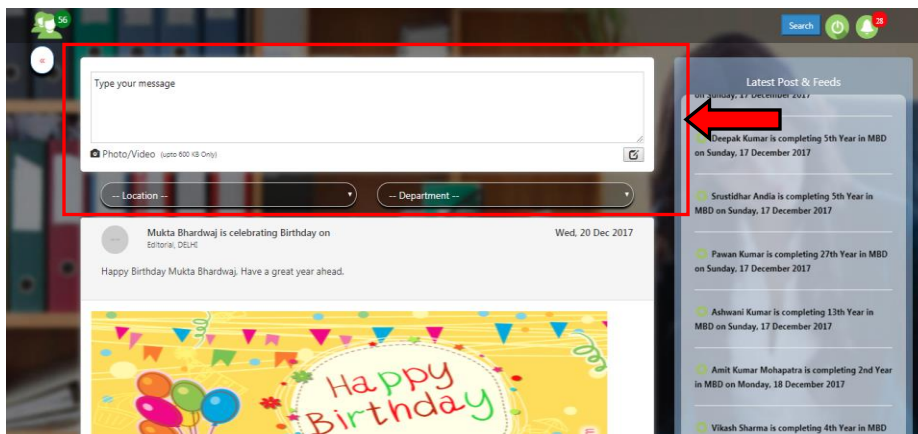 56
Search
28
«
Type your message
Photo/Video (upto 600 KB Only)
-- Location --
-- Department --
Mukta Bhardwaj is celebrating Birthday on
Wed, 20 Dec 2017
Editorial, DELHI
Happy Birthday Mukta Bhardwaj. Have a great year ahead.
Happy
Birthday
Latest Post & Feeds
on Sunday, 17 December 2017
Deepak Kumar is completing 5th Year in MBD
on Sunday, 17 December 2017
Srustidhar Andia is completing 5th Year in
MBD on Sunday, 17 December 2017
Pawan Kumar is completing 27th Year in MBD
on Sunday, 17 December 2017
Ashwani Kumar is completing 13th Year in
MBD on Sunday, 17 December 2017
Amit Kumar Mohapatra is completing 2nd Year
in MBD on Monday, 18 December 2017
Vikash Sharma is completing 4th Year in MBD